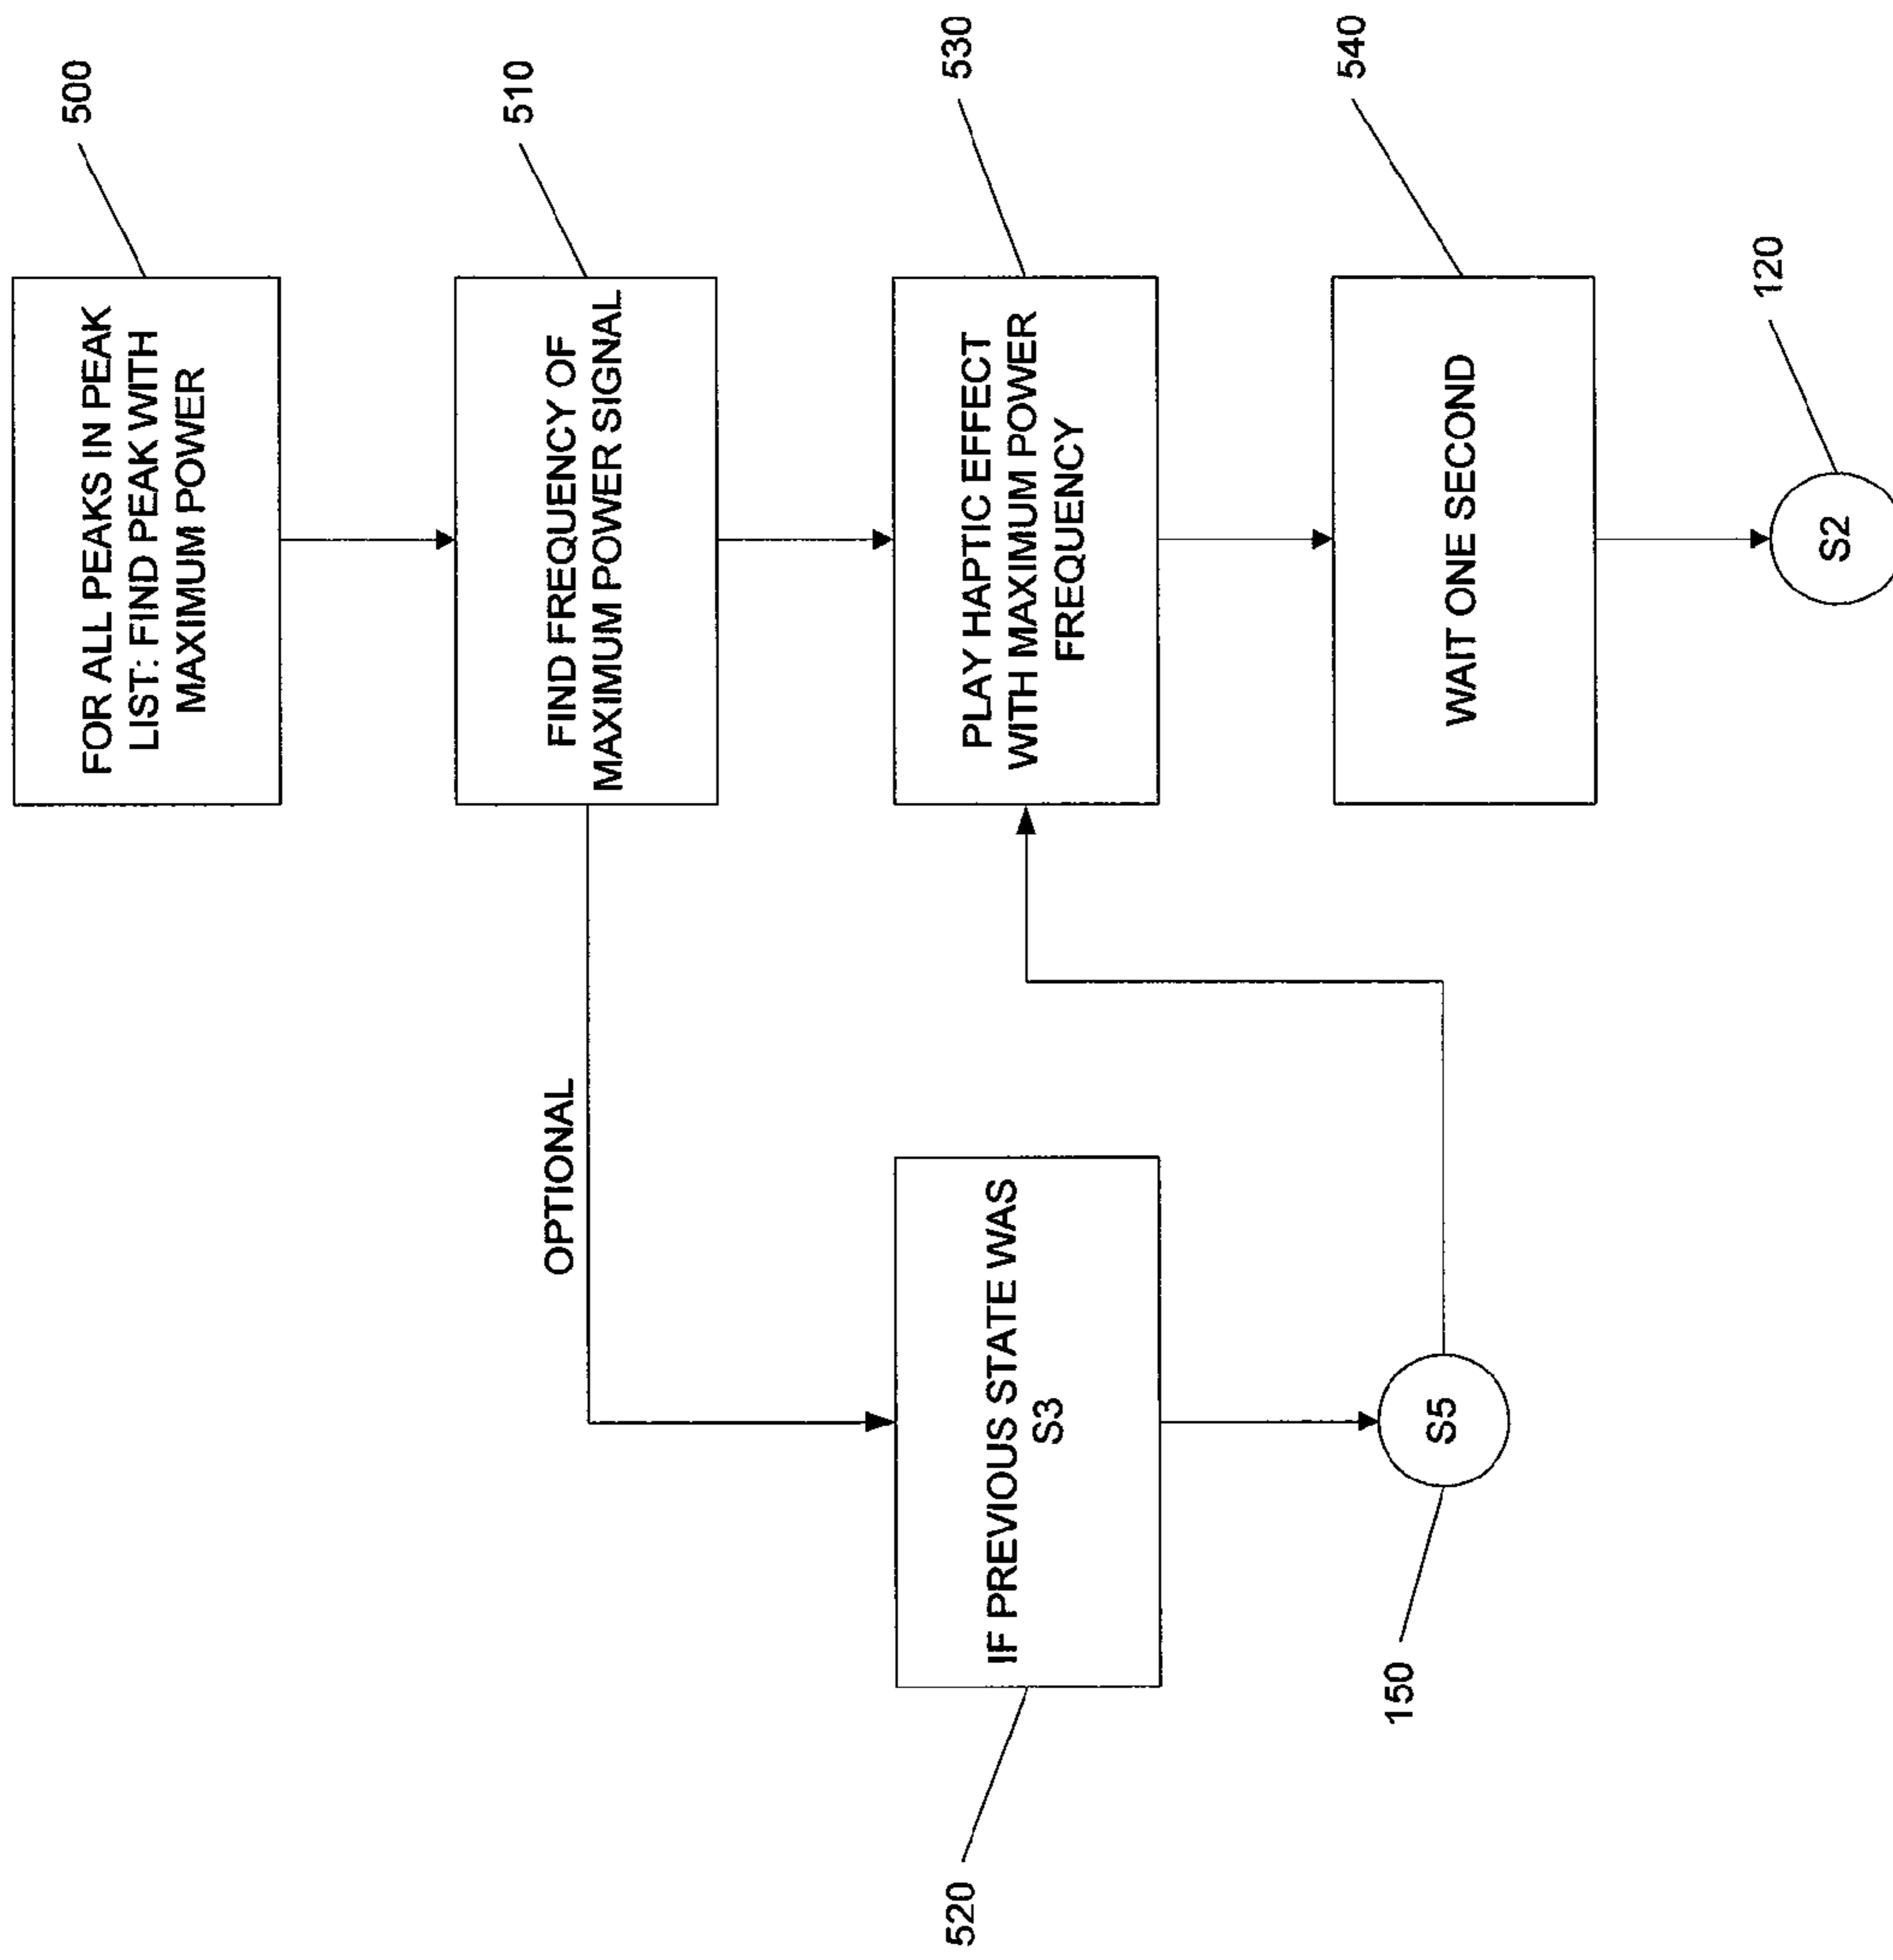 FOR ALL PEAKS IN PEAK
LIST: FIND PEAK WITH
MAXIMUM POWER
500
FIND FREQUENCY OF
MAXIMUM POWER SIGNAL
510
OPTIONAL
IF PREVIOUS STATE WAS
S3
520
S5
150
PLAY HAPTIC EFFECT
WITH MAXIMUM POWER
FREQUENCY
530
WAIT ONE SECOND
540
S2
120